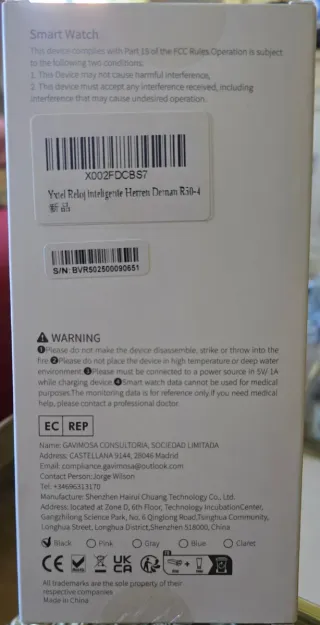 Smart Watch
This device complies with Part 15 of the FCC Rules.Operation is subject
to the following two conditions:
1. This Device may not cause harmful interference,
2. This device must accept any interference received, including
interference that may cause undesired operation.
X002FDCBS7
Yxtel Reloj Inteligente Herren Deman R50-4
新品
S/N: BVR502500090651
WARNING
❶Please do not make the device disassemble, strike or throw into the
fire.❷Please do not place the device in high temperature or deep water
environment.❸Please must be connected to a power source in 5V/ 1A
while charging device.❹Smart watch data cannot be used for medical
purposes.The monitoring data is for reference only.If you need medical
help, please contact a professional doctor
EC REP
Name: GAVIMOSA CONSULTORIA, SOCIEDAD LIMITADA
Address: CASTELLANA 9144, 28046 Madrid
Email: compliance.gavimosa@outlook.com
Contact Person:Jorge Wilson
Tel: +34696313170
Manufacture: Shenzhen Hairui Chuang Technology Co., Ltd.
Address: located at Zone D, 6th Floor, Technology IncubationCenter,
Gangzhilong Science Park, No. 6 Qinglong Road,Tsinghua Community,
Longhua Street, Longhua District,Shenzhen 518000, China
Black Pink Gray Blue Claret
CE UK CA
All trademarks are the sole property of their
respective companies
Made in China